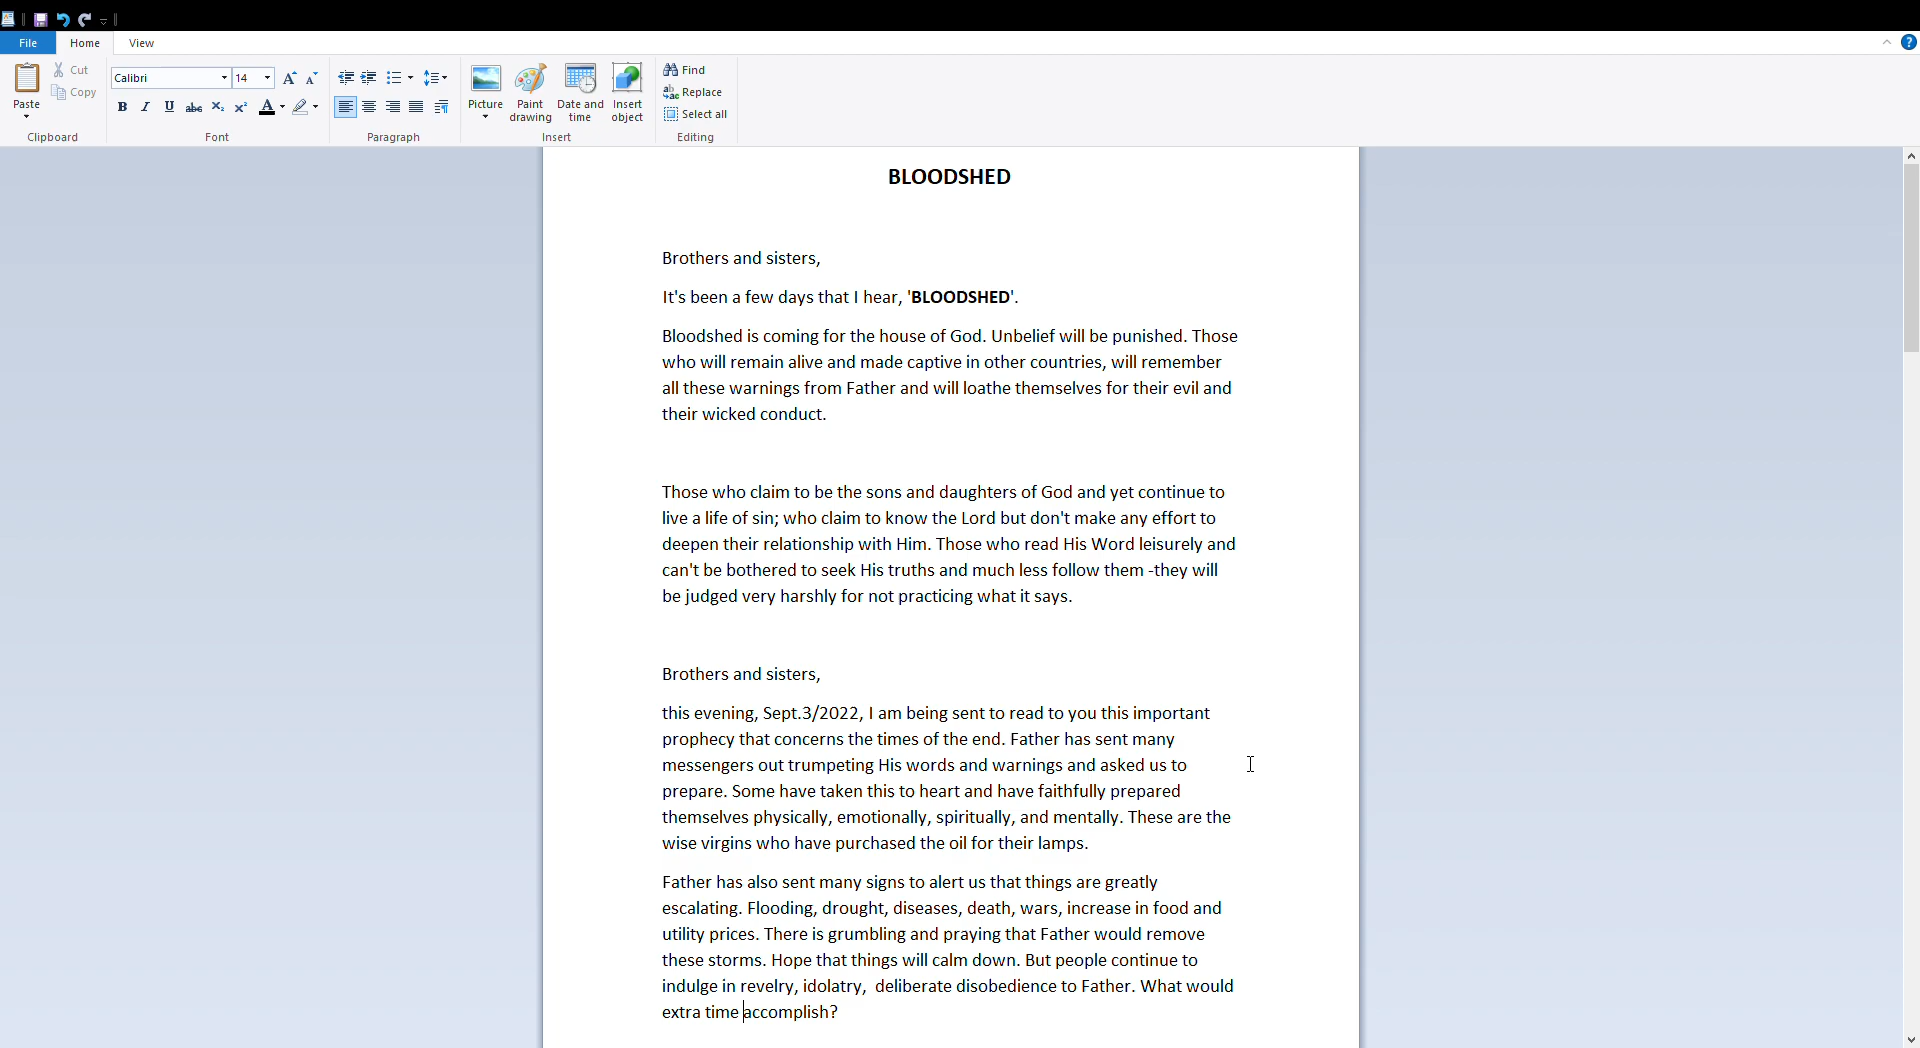 File Home View
Paste
Cut
Copy
Clipboard
Calibri 14
B I U abc X₂ X² A
Font
Paragraph
Picture
Paint drawing
Date and time
Insert object
Insert
Find
Replace
Select all
Editing
BLOODSHED
Brothers and sisters,
It's been a few days that I hear, 'BLOODSHED'.
Bloodshed is coming for the house of God. Unbelief will be punished. Those
who will remain alive and made captive in other countries, will remember
all these warnings from Father and will loathe themselves for their evil and
their wicked conduct.
Those who claim to be the sons and daughters of God and yet continue to
live a life of sin; who claim to know the Lord but don't make any effort to
deepen their relationship with Him. Those who read His Word leisurely and
can't be bothered to seek His truths and much less follow them -they will
be judged very harshly for not practicing what it says.
Brothers and sisters,
this evening, Sept.3/2022, I am being sent to read to you this important
prophecy that concerns the times of the end. Father has sent many
messengers out trumpeting His words and warnings and asked us to
prepare. Some have taken this to heart and have faithfully prepared
themselves physically, emotionally, spiritually, and mentally. These are the
wise virgins who have purchased the oil for their lamps.
Father has also sent many signs to alert us that things are greatly
escalating. Flooding, drought, diseases, death, wars, increase in food and
utility prices. There is grumbling and praying that Father would remove
these storms. Hope that things will calm down. But people continue to
indulge in revelry, idolatry,  deliberate disobedience to Father. What would
extra time accomplish?